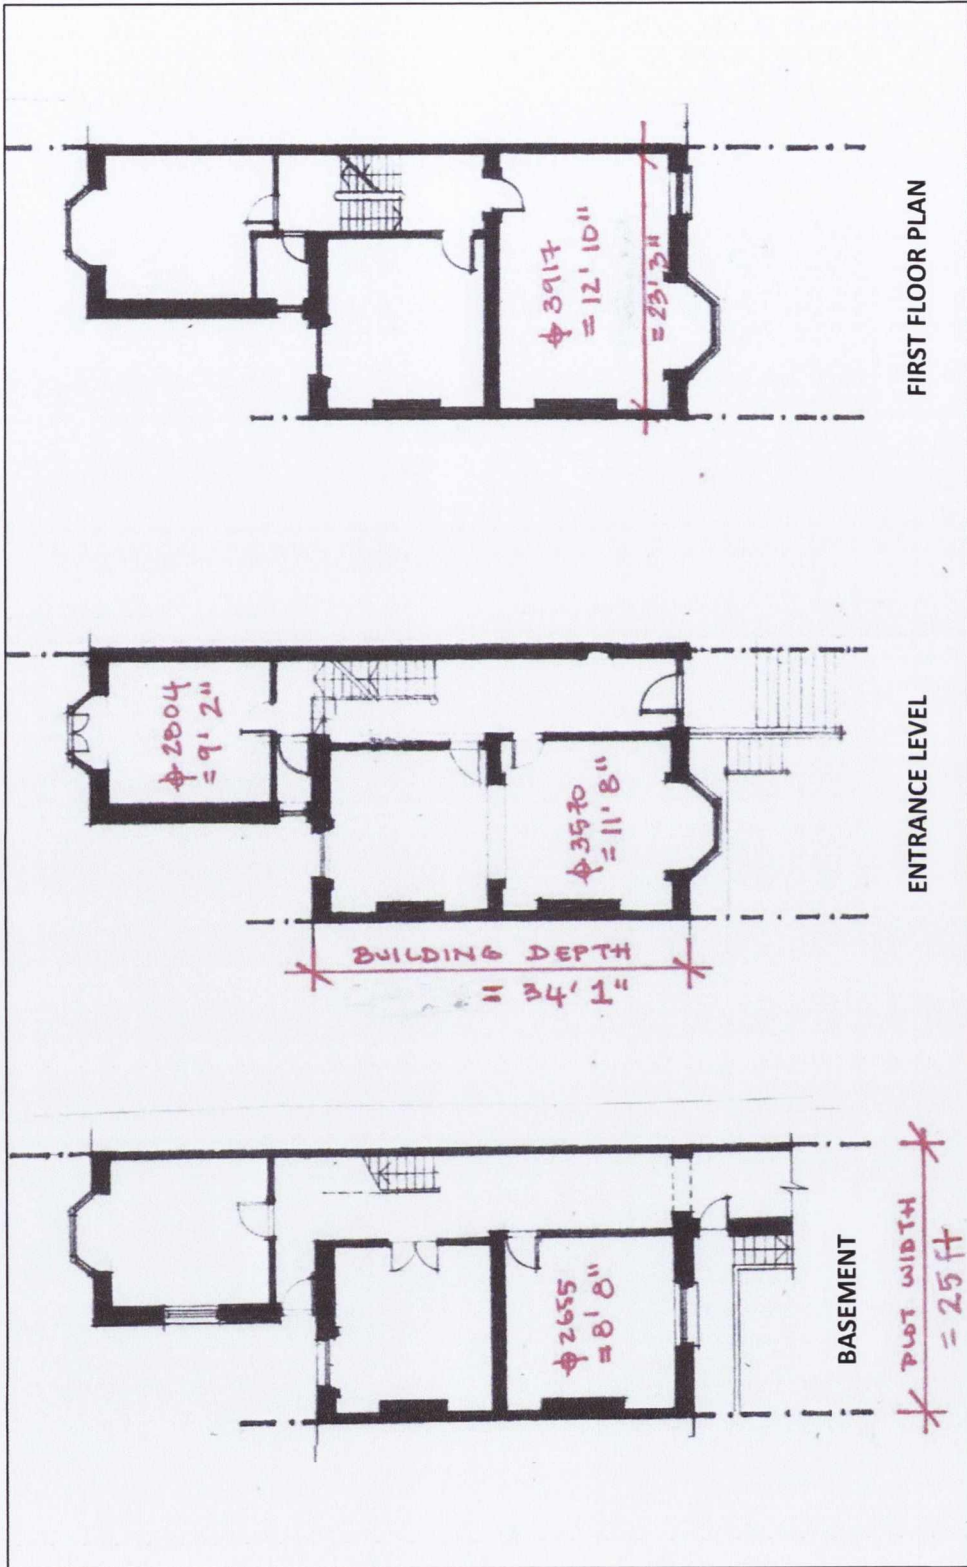 ⌽ 2655
= 8' 8"
BASEMENT
PLOT WIDTH
= 25 ft
⌽ 2804
= 9' 2"
BUILDING DEPTH
= 34' 1"
⌽ 3570
= 11' 8"
ENTRANCE LEVEL
⌽ 3917
= 12' 10"
= 23' 3"
FIRST FLOOR PLAN